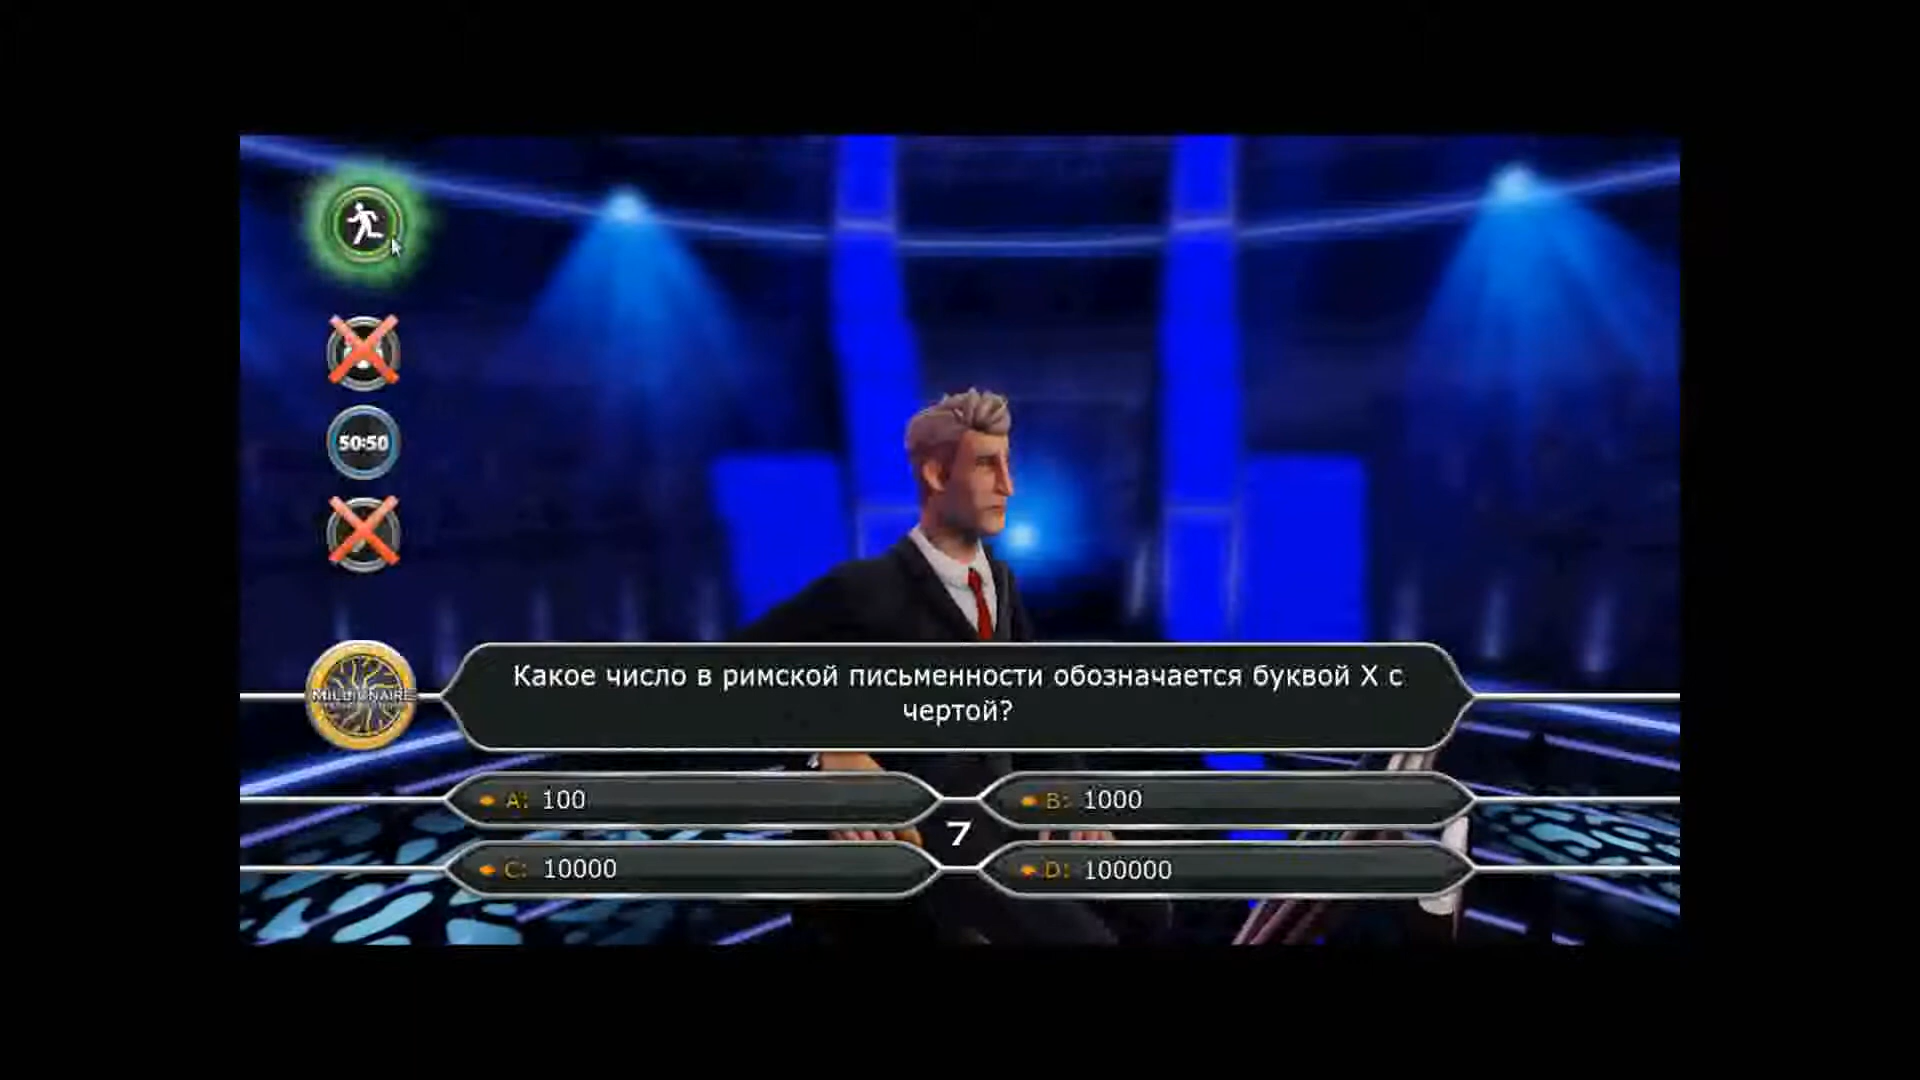 50:50
MILLIONAIRE
Какое число в римской письменности обозначается буквой X с
чертой?
A: 100
B: 1000
7
C: 10000
D: 100000